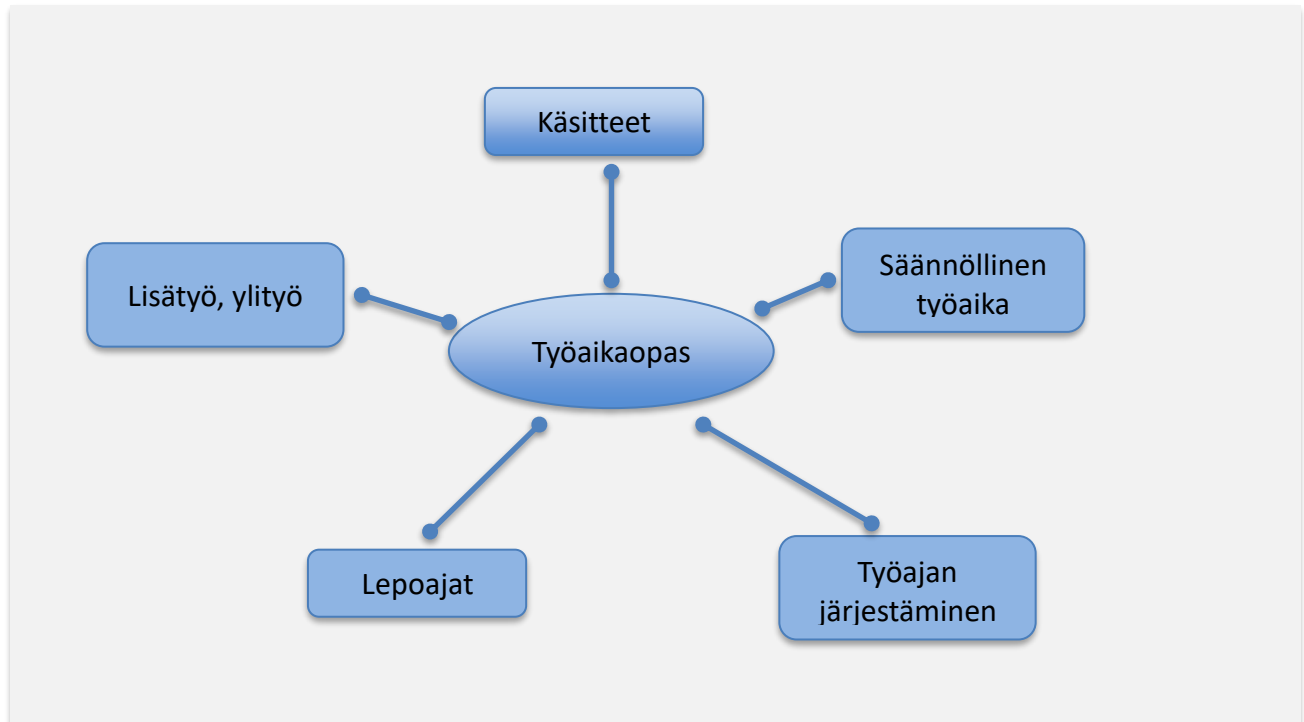 Käsitteet
Säännöllinen
työaika
Lisätyö, ylityö
Työaikaopas
Lepoajat
Työajan
järjestäminen